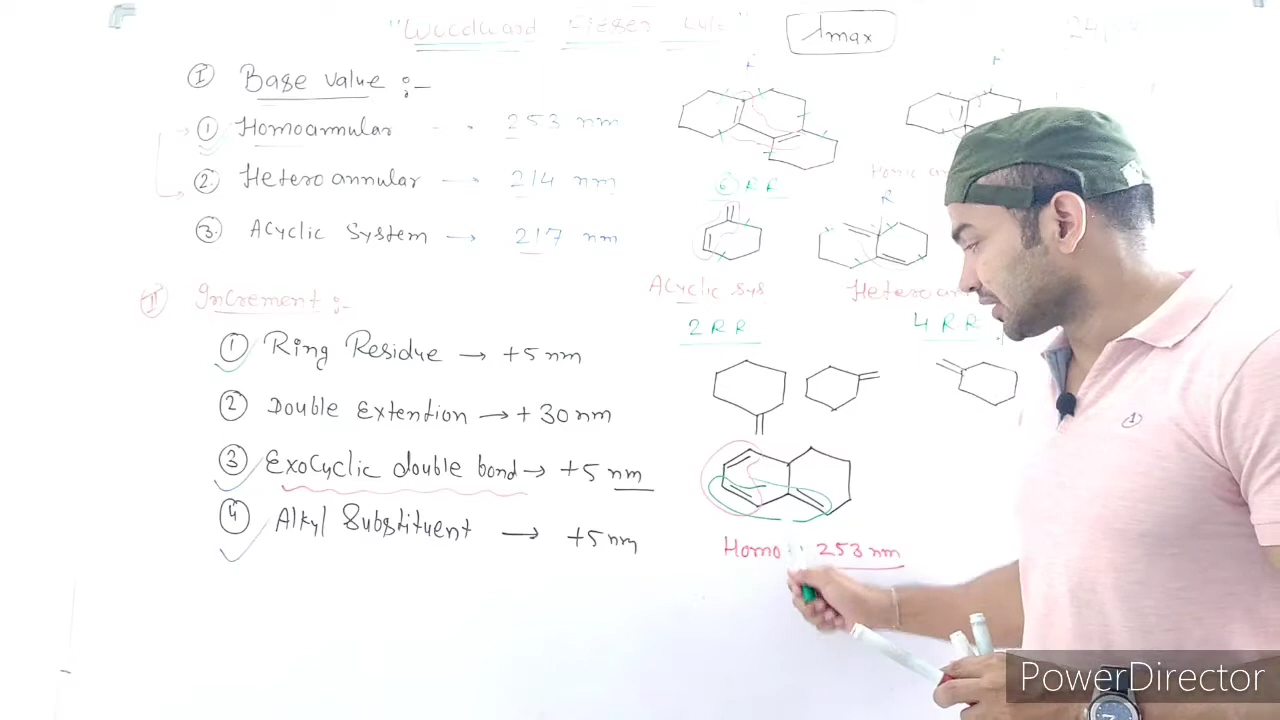 "Woodward Fieser
λmax
24,
I Base value :-
① Homoannular - - 253 nm
2. Heteroannular → 214 nm
3. Acyclic System → 217 nm
II Increment :-
① Ring Residue → +5 nm
② Double Extention → + 30 nm
③ Exocyclic double bond → +5 nm
④ Alkyl Substituent → +5 nm
⑥ R R
R
Acyclic sys
2 R R
4 R R
Homo : 253 nm
①
PowerDirector